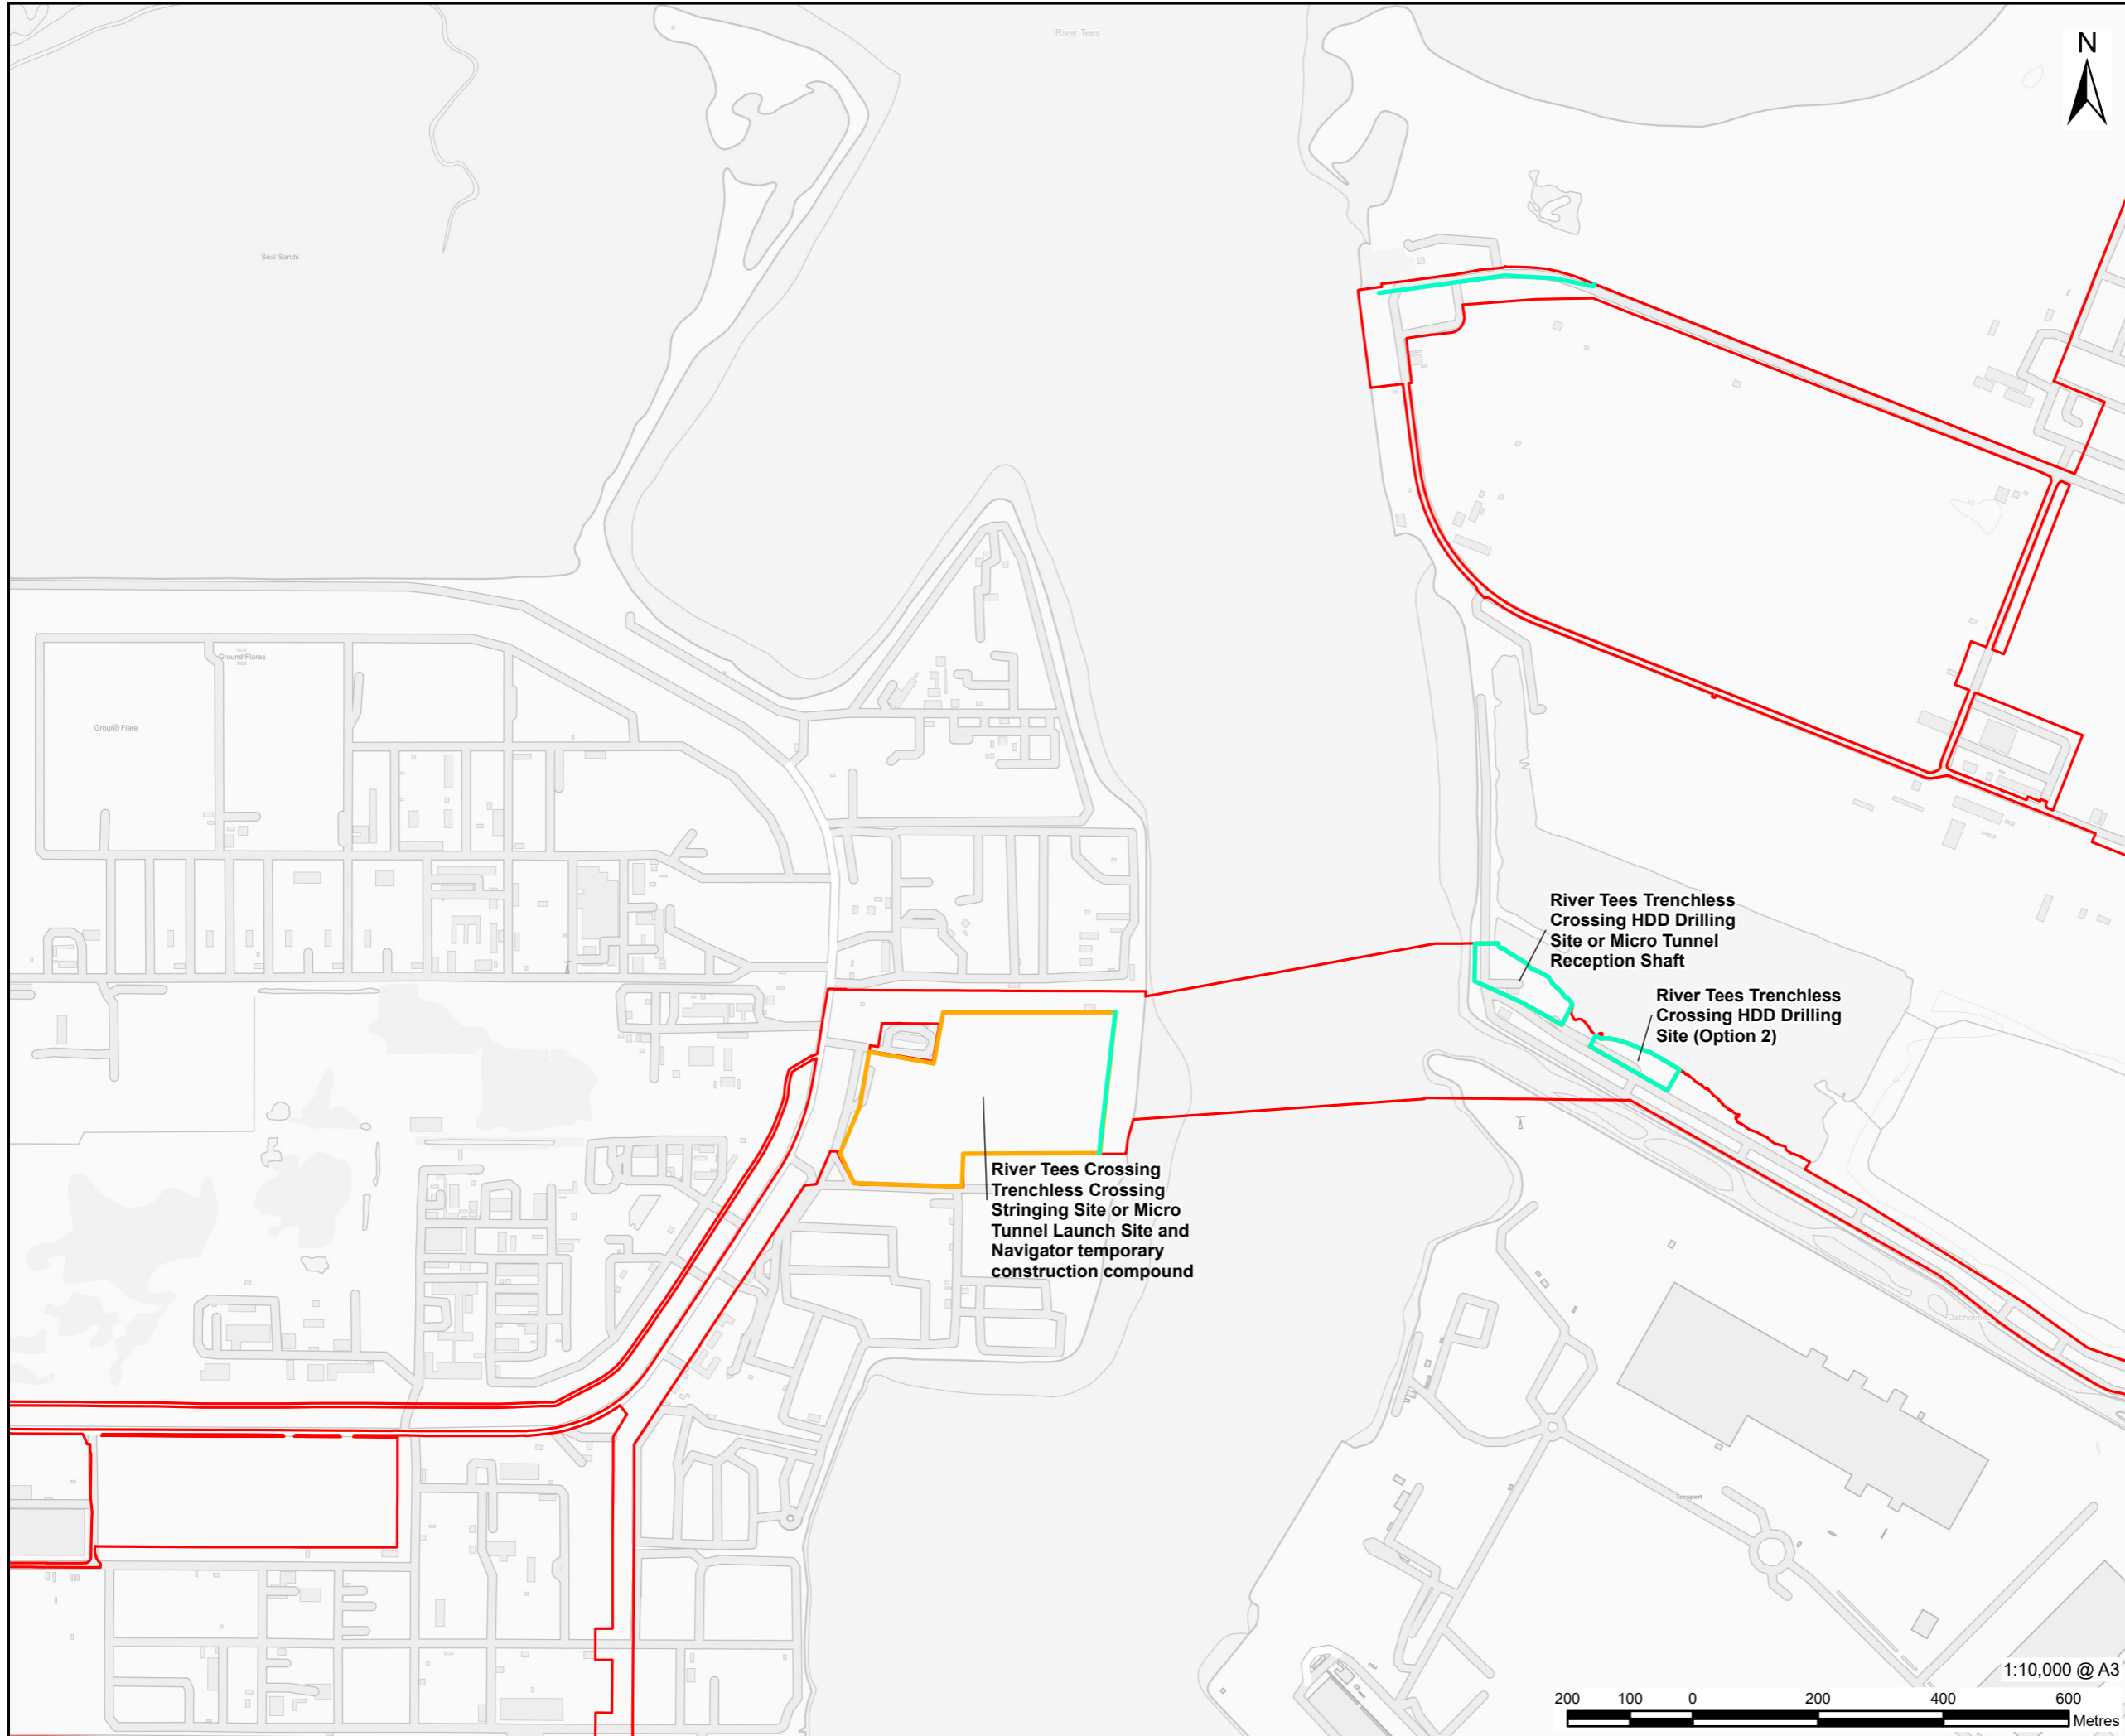 River Tees
N
Seal Sands
Ground Flares
Ground Flare
River Tees Trenchless
Crossing HDD Drilling
Site or Micro Tunnel
Reception Shaft
River Tees Trenchless
Crossing HDD Drilling
Site (Option 2)
River Tees Crossing
Trenchless Crossing
Stringing Site or Micro
Tunnel Launch Site and
Navigator temporary
construction compound
Teesport
1:10,000 @ A3
200 100 0 200 400 600
Metres